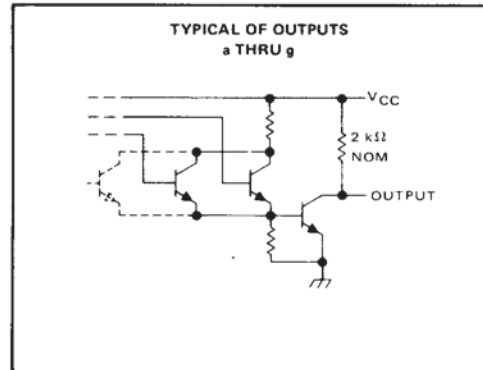 TYPICAL OF OUTPUTS
a THRU g
VCC
2 kΩ
NOM
OUTPUT